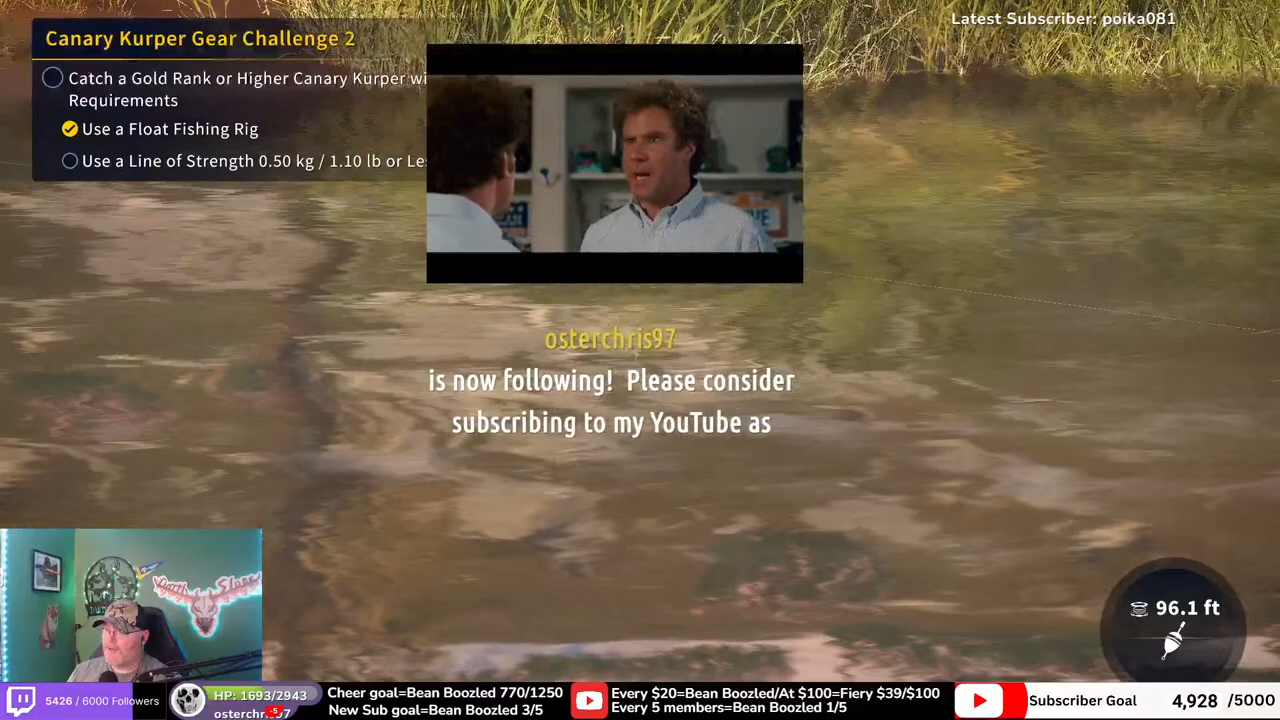 Latest Subscriber: poika081
Canary Kurper Gear Challenge 2
Catch a Gold Rank or Higher Canary Kurper wi
Requirements
Use a Float Fishing Rig
Use a Line of Strength 0.50 kg / 1.10 lb or Le
osterchris97
is now following! Please consider
subscribing to my YouTube as
96.1 ft
5426 / 6000 Followers
HP: 1693/2943
-5
Cheer goal=Bean Boozled 770/1250
New Sub goal=Bean Boozled 3/5
Every $20=Bean Boozled/At $100=Fiery $39/$100
Every 5 members=Bean Boozled 1/5
Subscriber Goal
4,928 /5000